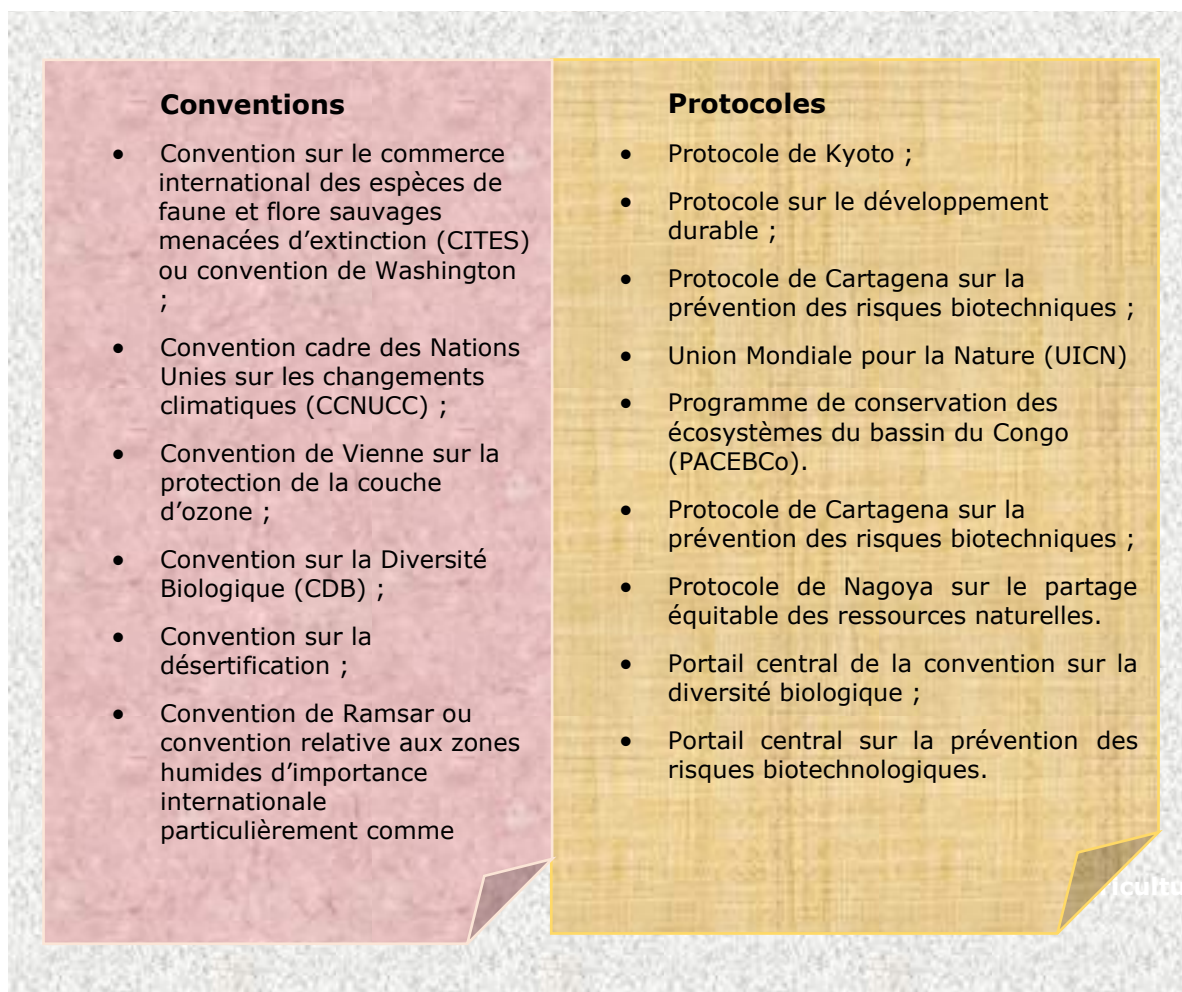 Conventions
• Convention sur le commerce
international des espèces de
faune et flore sauvages
menacées d’extinction (CITES)
ou convention de Washington
;
• Convention cadre des Nations
Unies sur les changements
climatiques (CCNUCC) ;
• Convention de Vienne sur la
protection de la couche
d’ozone ;
• Convention sur la Diversité
Biologique (CDB) ;
• Convention sur la
désertification ;
• Convention de Ramsar ou
convention relative aux zones
humides d’importance
internationale
particulièrement comme
Protocoles
• Protocole de Kyoto ;
• Protocole sur le développement
durable ;
• Protocole de Cartagena sur la
prévention des risques biotechniques ;
• Union Mondiale pour la Nature (UICN)
• Programme de conservation des
écosystèmes du bassin du Congo
(PACEBCo).
• Protocole de Cartagena sur la
prévention des risques biotechniques ;
• Protocole de Nagoya sur le partage
équitable des ressources naturelles.
• Portail central de la convention sur la
diversité biologique ;
• Portail central sur la prévention des
risques biotechnologiques.